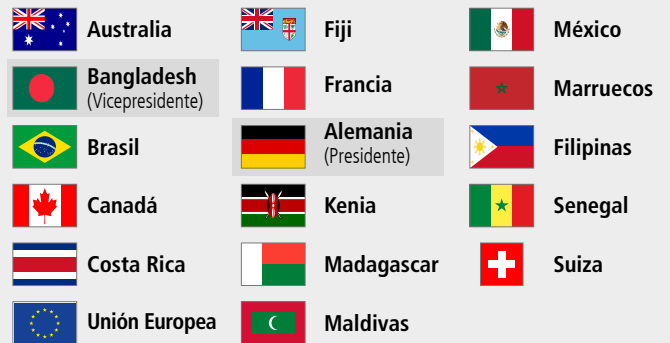 Australia
Bangladesh
(Vicepresidente)
Brasil
Canadá
Costa Rica
Unión Europea
Fiji
Francia
Alemania
(Presidente)
Kenia
Madagascar
Maldivas
México
Marruecos
Filipinas
Senegal
Suiza